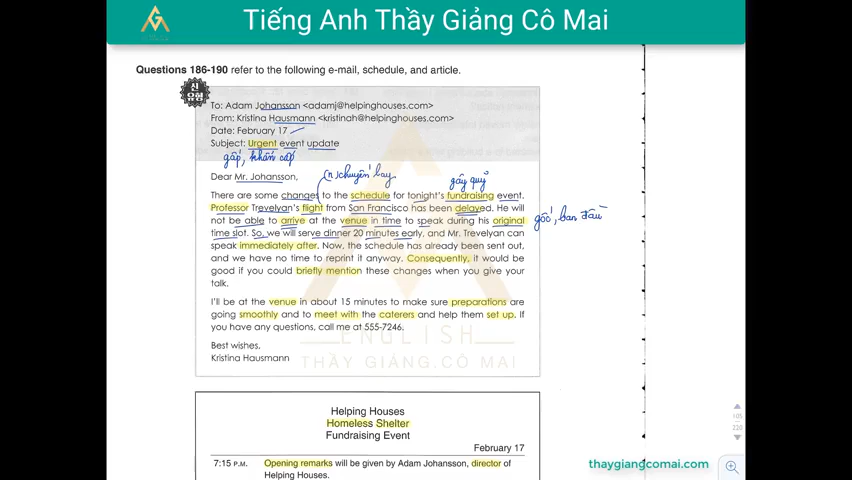 Tiếng Anh Thầy Giảng Cô Mai
Questions 186-190 refer to the following e-mail, schedule, and article.
신유형
To: Adam Johansson <adamj@helpinghouses.com>
From: Kristina Hausmann <kristinah@helpinghouses.com>
Date: February 17
Subject: Urgent event update
gấp, khẩn cấp
Dear Mr. Johansson,
(n) chuyến bay
gây quỹ
There are some changes to the schedule for tonight's fundraising event.
Professor Trevelyan's flight from San Francisco has been delayed. He will
not be able to arrive at the venue in time to speak during his original
gốc, ban đầu
time slot. So, we will serve dinner 20 minutes early, and Mr. Trevelyan can
speak immediately after. Now, the schedule has already been sent out,
and we have no time to reprint it anyway. Consequently, it would be
good if you could briefly mention these changes when you give your
talk.
I'll be at the venue in about 15 minutes to make sure preparations are
going smoothly and to meet with the caterers and help them set up. If
you have any questions, call me at 555-7246.
Best wishes,
Kristina Hausmann
ENGLISH
THẦY GIẢNG.CÔ MAI
Helping Houses
Homeless Shelter
Fundraising Event
February 17
7:15 P.M. Opening remarks will be given by Adam Johansson, director of
Helping Houses.
105
220
thaygiangcomai.com